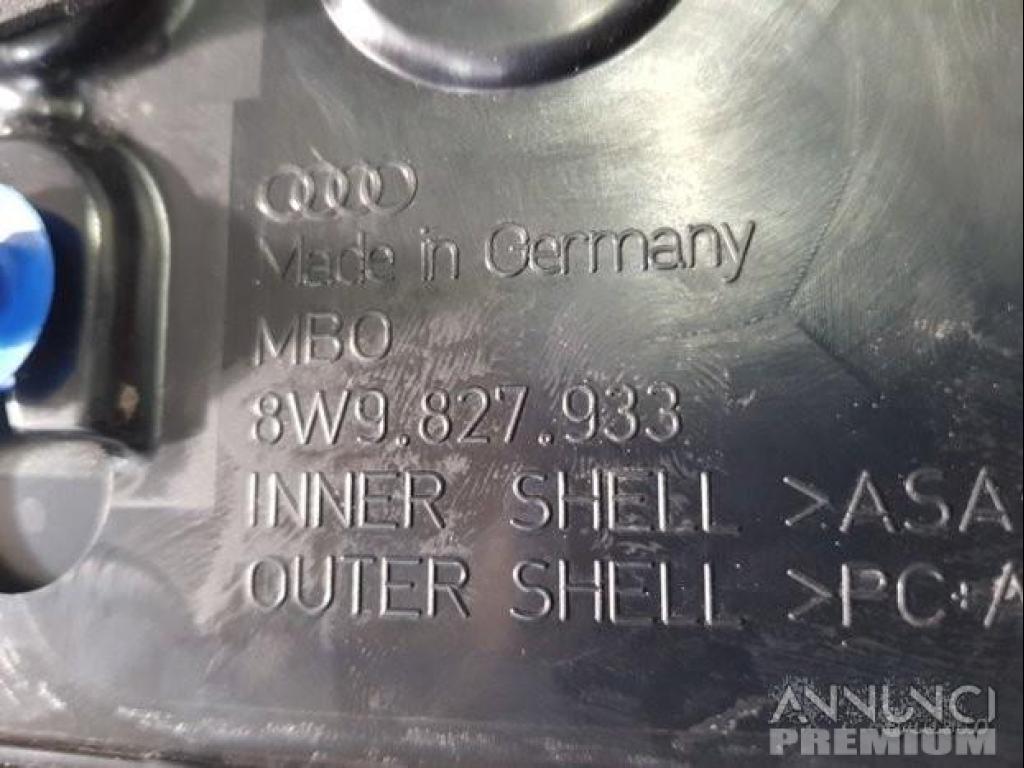 Made in Germany
MBO
8W9.827.933
INNER SHELL >ASA
OUTER SHELL >PC+A
ANNUNCI
PREMIUM